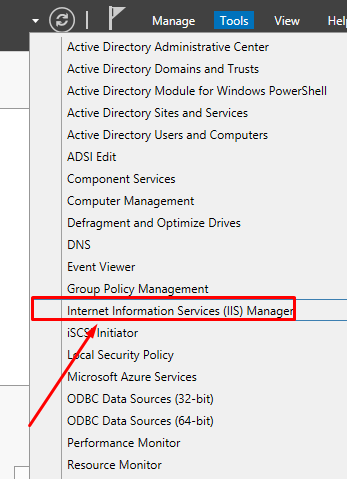 Manage Tools View Help
Active Directory Administrative Center
Active Directory Domains and Trusts
Active Directory Module for Windows PowerShell
Active Directory Sites and Services
Active Directory Users and Computers
ADSI Edit
Component Services
Computer Management
Defragment and Optimize Drives
DNS
Event Viewer
Group Policy Management
Internet Information Services (IIS) Manager
iSCSI Initiator
Local Security Policy
Microsoft Azure Services
ODBC Data Sources (32-bit)
ODBC Data Sources (64-bit)
Performance Monitor
Resource Monitor